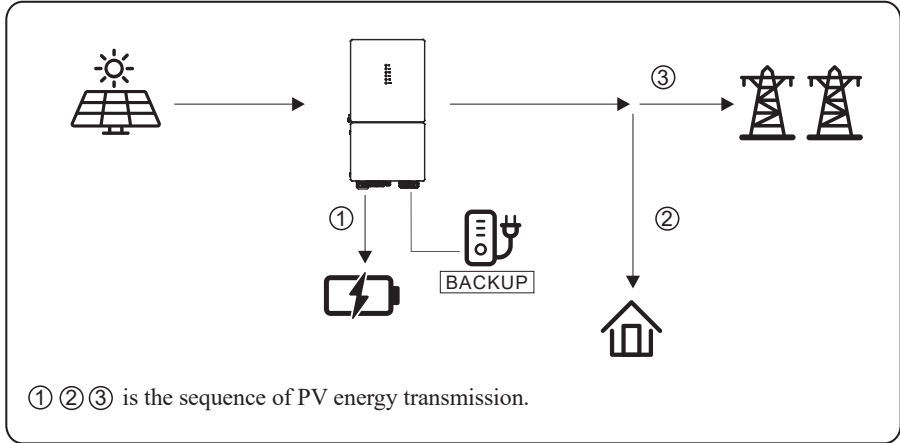 ③
① ②
BACKUP
① ② ③ is the sequence of PV energy transmission.